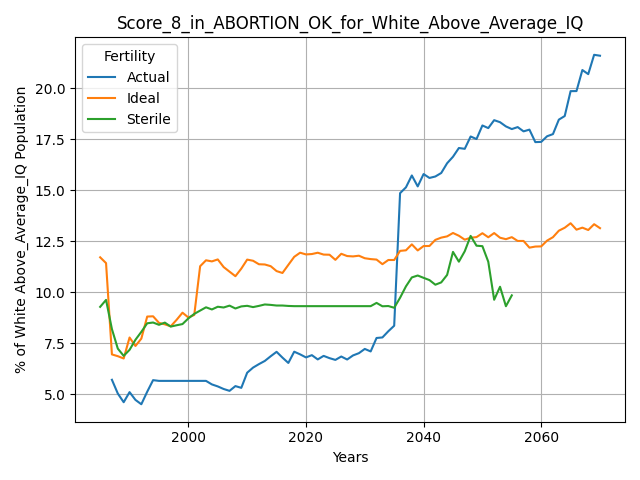 Score_8_in_ABORTION_OK_for_White_Above_Average_IQ
Fertility
Actual
Ideal
Sterile
% of White Above_Average_IQ Population
20.0
17.5
15.0
12.5
10.0
7.5
5.0
2000
2020
2040
2060
Years